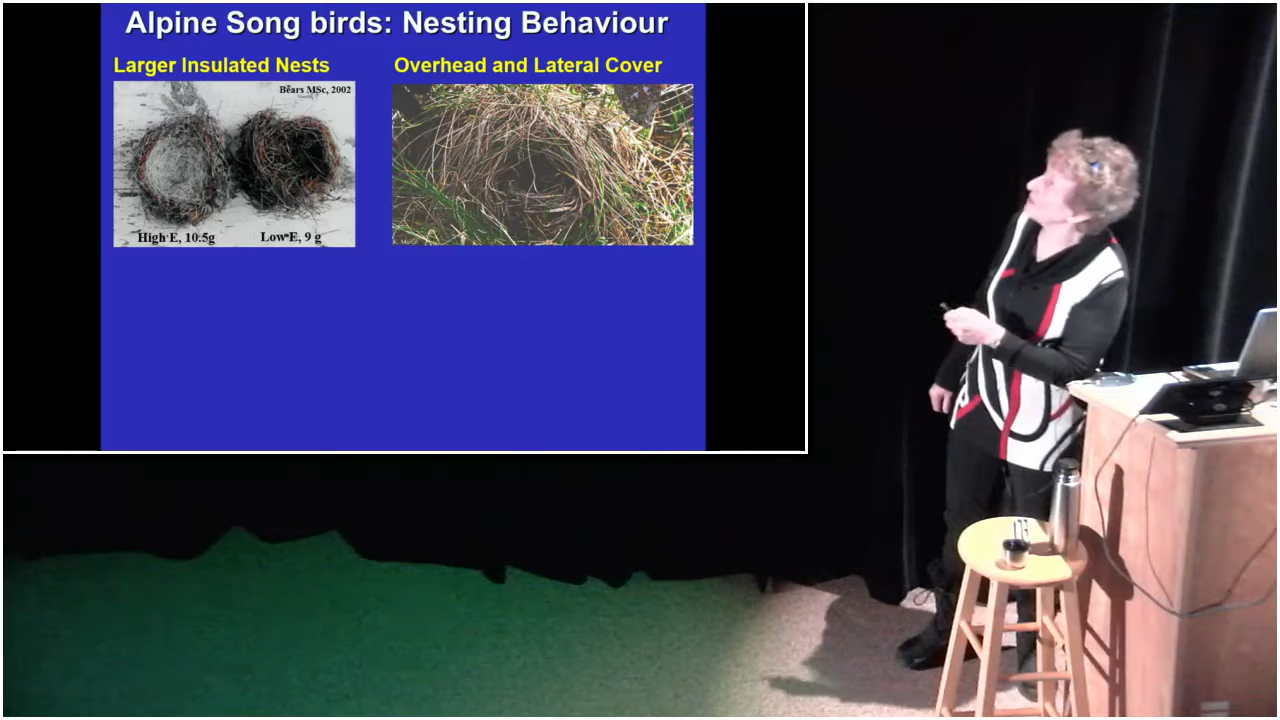 Alpine Song birds: Nesting Behaviour
Larger Insulated Nests
Overhead and Lateral Cover
Bears MSc, 2002
High E, 10.5g
Low E, 9 g